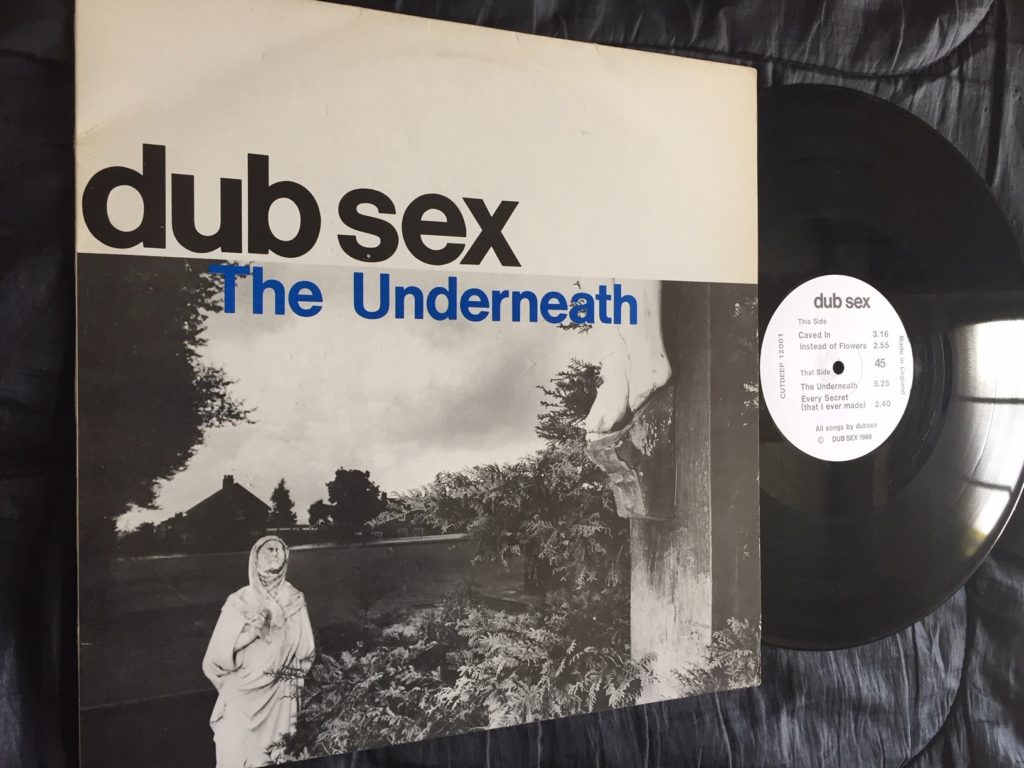 dub sex
The Underneath
dub sex
This Side
Caved In 3.16
Instead of Flowers 2.55
45
That Side
The Underneath 5.25
Every Secret
(that I ever made) 2.40
All songs by dubsex
© DUB SEX 1988
CUTDEEP 12001
Made in England